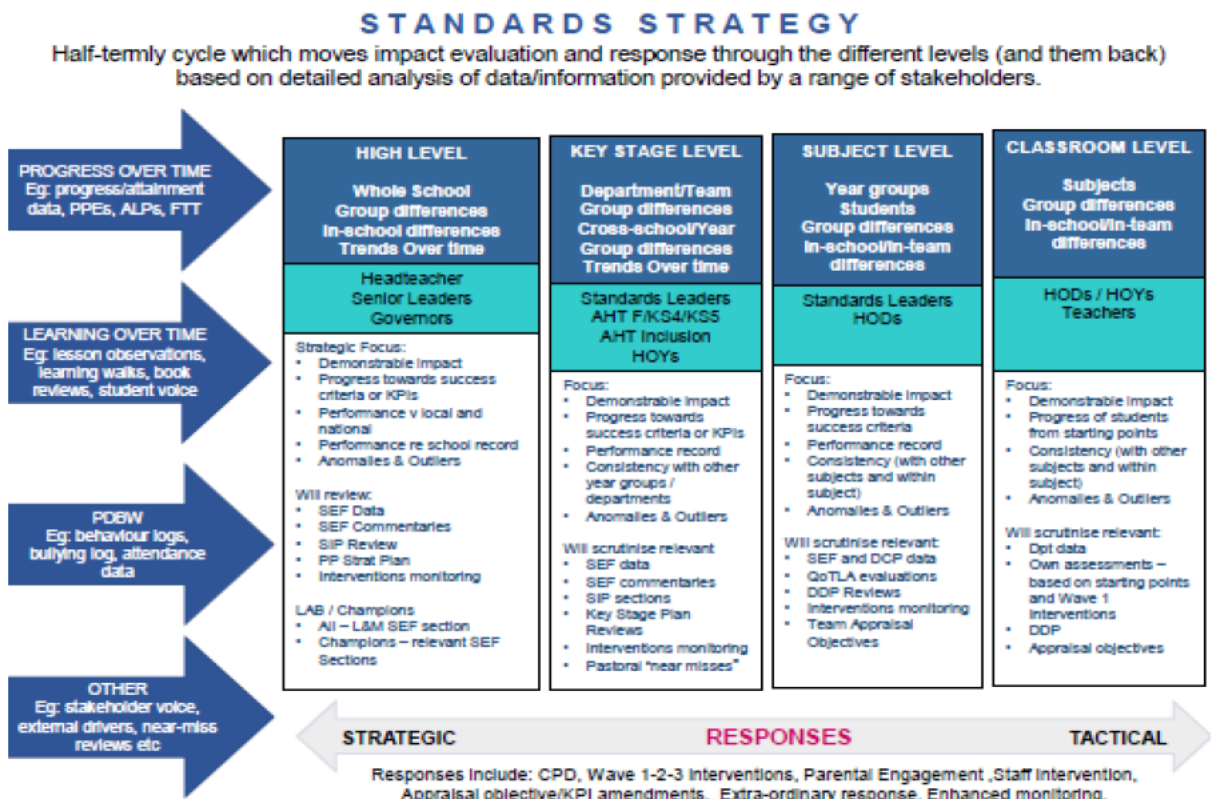 STANDARDS STRATEGY
Half-termly cycle which moves impact evaluation and response through the different levels (and them back)
based on detailed analysis of data/information provided by a range of stakeholders.
PROGRESS OVER TIME
Eg: progress/attainment
data, PPEs, ALPs, FTT
LEARNING OVER TIME
Eg: lesson observations,
learning walks, book
reviews, student voice
PDBW
Eg: behaviour logs,
bullying log, attendance
data
OTHER
Eg: stakeholder voice,
external drivers, near-miss
reviews etc
HIGH LEVEL
Whole School
Group differences
In-school differences
Trends Over time
Headteacher
Senior Leaders
Governors
Strategic Focus:
• Demonstrable Impact
• Progress towards success
criteria or KPIs
• Performance v local and
national
• Performance re school record
• Anomalies & Outliers
Will review:
• SEF Data
• SEF Commentaries
• SIP Review
• PP Strat Plan
• Interventions monitoring
LAB / Champions
• All – L&M SEF section
• Champions – relevant SEF
Sections
KEY STAGE LEVEL
Department/Team
Group differences
Cross-school/Year
Group differences
Trends Over time
Standards Leaders
AHT F/KS4/KS5
AHT Inclusion
HOYs
Focus:
• Demonstrable Impact
• Progress towards
success criteria or KPIs
• Performance record
• Consistency with other
year groups /
departments
• Anomalies & Outliers
Will scrutinise relevant
• SEF data
• SEF commentaries
• SIP sections
• Key Stage Plan
Reviews
• Interventions monitoring
• Pastoral "near misses"
SUBJECT LEVEL
Year groups
Students
Group differences
In-school/In-team
differences
Standards Leaders
HODs
Focus:
• Demonstrable Impact
• Progress towards
success criteria
• Performance record
• Consistency (with other
subjects and within
subject)
• Anomalies & Outliers
Will scrutinise relevant:
• SEF and DCP data
• QoTLA evaluations
• DDP Reviews
• Interventions monitoring
• Team Appraisal
Objectives
CLASSROOM LEVEL
Subjects
Group differences
In-school/In-team
differences
HODs / HOYs
Teachers
Focus:
• Demonstrable Impact
• Progress of students
from starting points
• Consistency (with other
subjects and within
subject)
• Anomalies & Outliers
Will scrutinise relevant:
• Dpt data
• Own assessments –
based on starting points
and Wave 1
Interventions
• DDP
• Appraisal objectives
STRATEGIC RESPONSES TACTICAL
Responses Include: CPD, Wave 1-2-3 Interventions, Parental Engagement ,Staff Intervention,
Appraisal objective/KPI amendments, Extra-ordinary response, Enhanced monitoring.